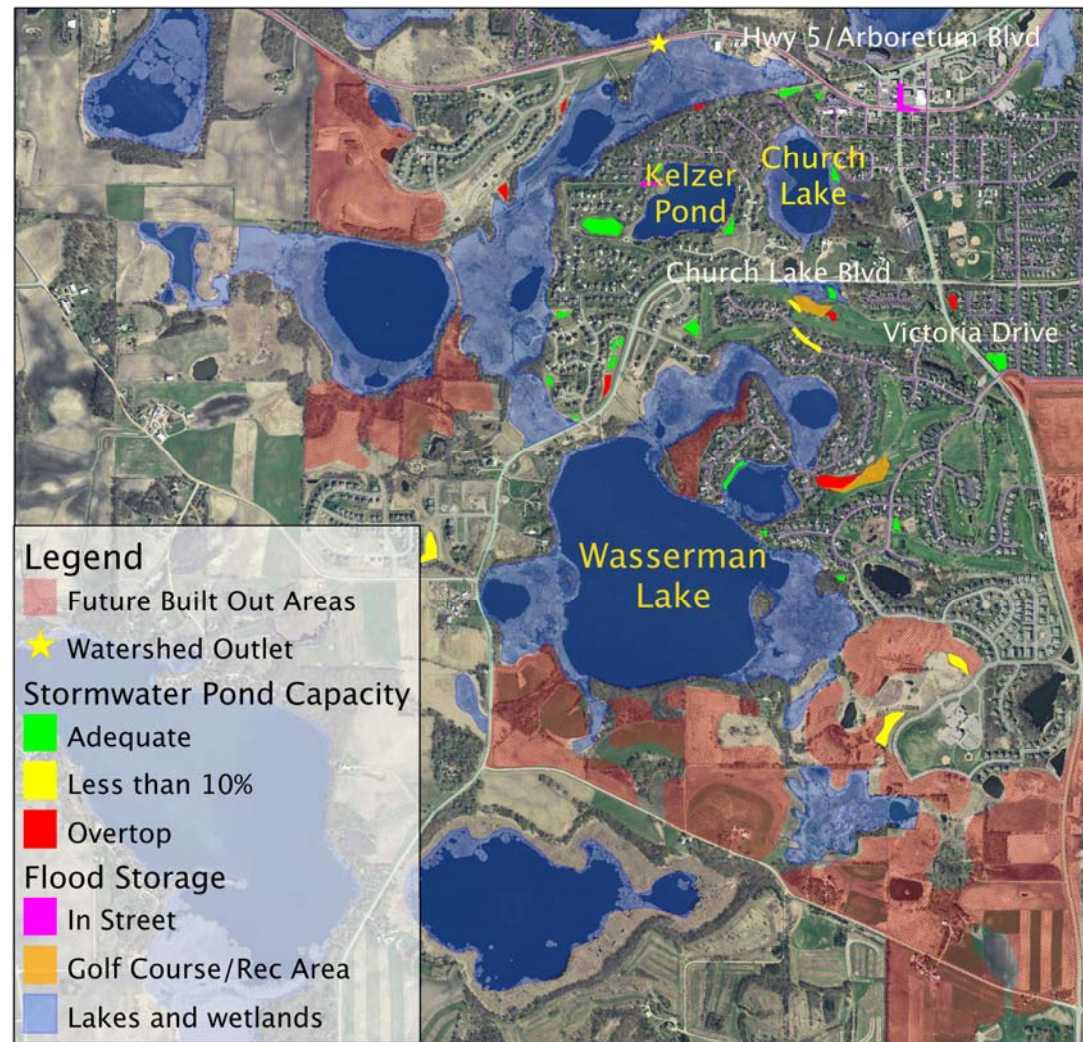 Hwy 5/Arboretum Blvd
Kelzer
Pond
Church
Lake
Church Lake Blvd
Victoria Drive
Wasserman
Lake
Legend
Future Built Out Areas
Watershed Outlet
Stormwater Pond Capacity
Adequate
Less than 10%
Overtop
Flood Storage
In Street
Golf Course/Rec Area
Lakes and wetlands